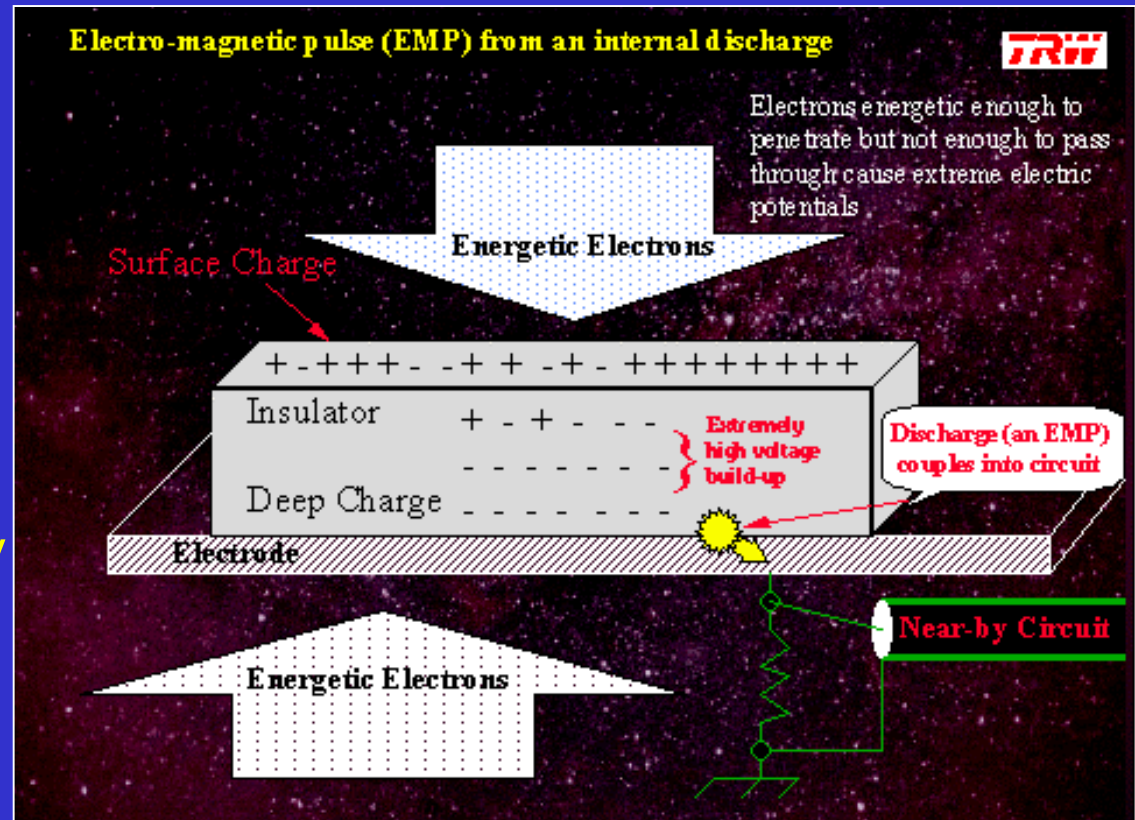 Electro-magnetic pulse (EMP) from an internal discharge
TRW
Electrons energetic enough to
penetrate but not enough to pass
through cause extreme electric
potentials
Energetic Electrons
Surface Charge
+ - + + + - - + + - + - + + + + + + + +
Insulator
+ - + - - -
Extremely
high voltage
build-up
- - - - - - -
Discharge (an EMP)
couples into circuit
Deep Charge
- - - - - - -
Electrode
Near-by Circuit
Energetic Electrons